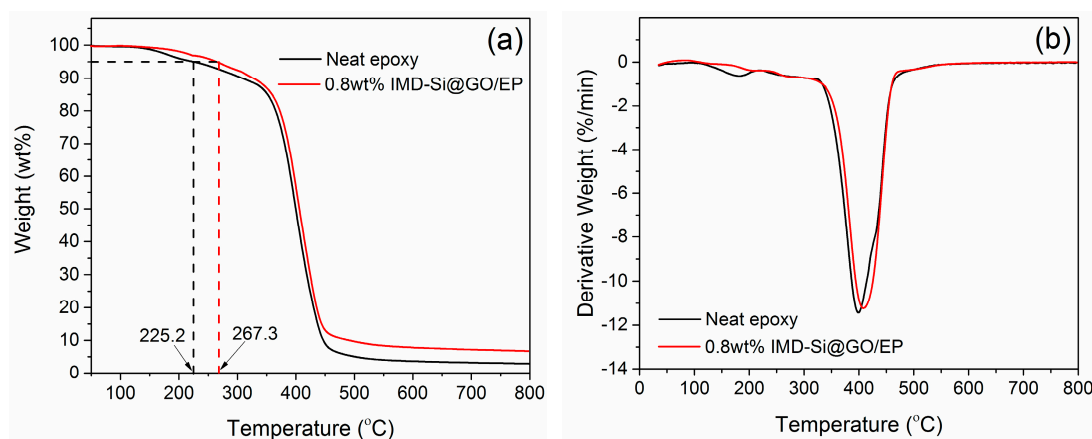 (a)
Neat epoxy
0.8wt% IMD-Si@GO/EP
Weight (wt%)
100
90
80
70
60
50
40
30
20
10
0
225.2
267.3
100 200 300 400 500 600 700 800
Temperature (°C)
(b)
Derivative Weight (%/min)
0
-2
-4
-6
-8
-10
-12
-14
Neat epoxy
0.8wt% IMD-Si@GO/EP
0 100 200 300 400 500 600 700 800
Temperature (°C)